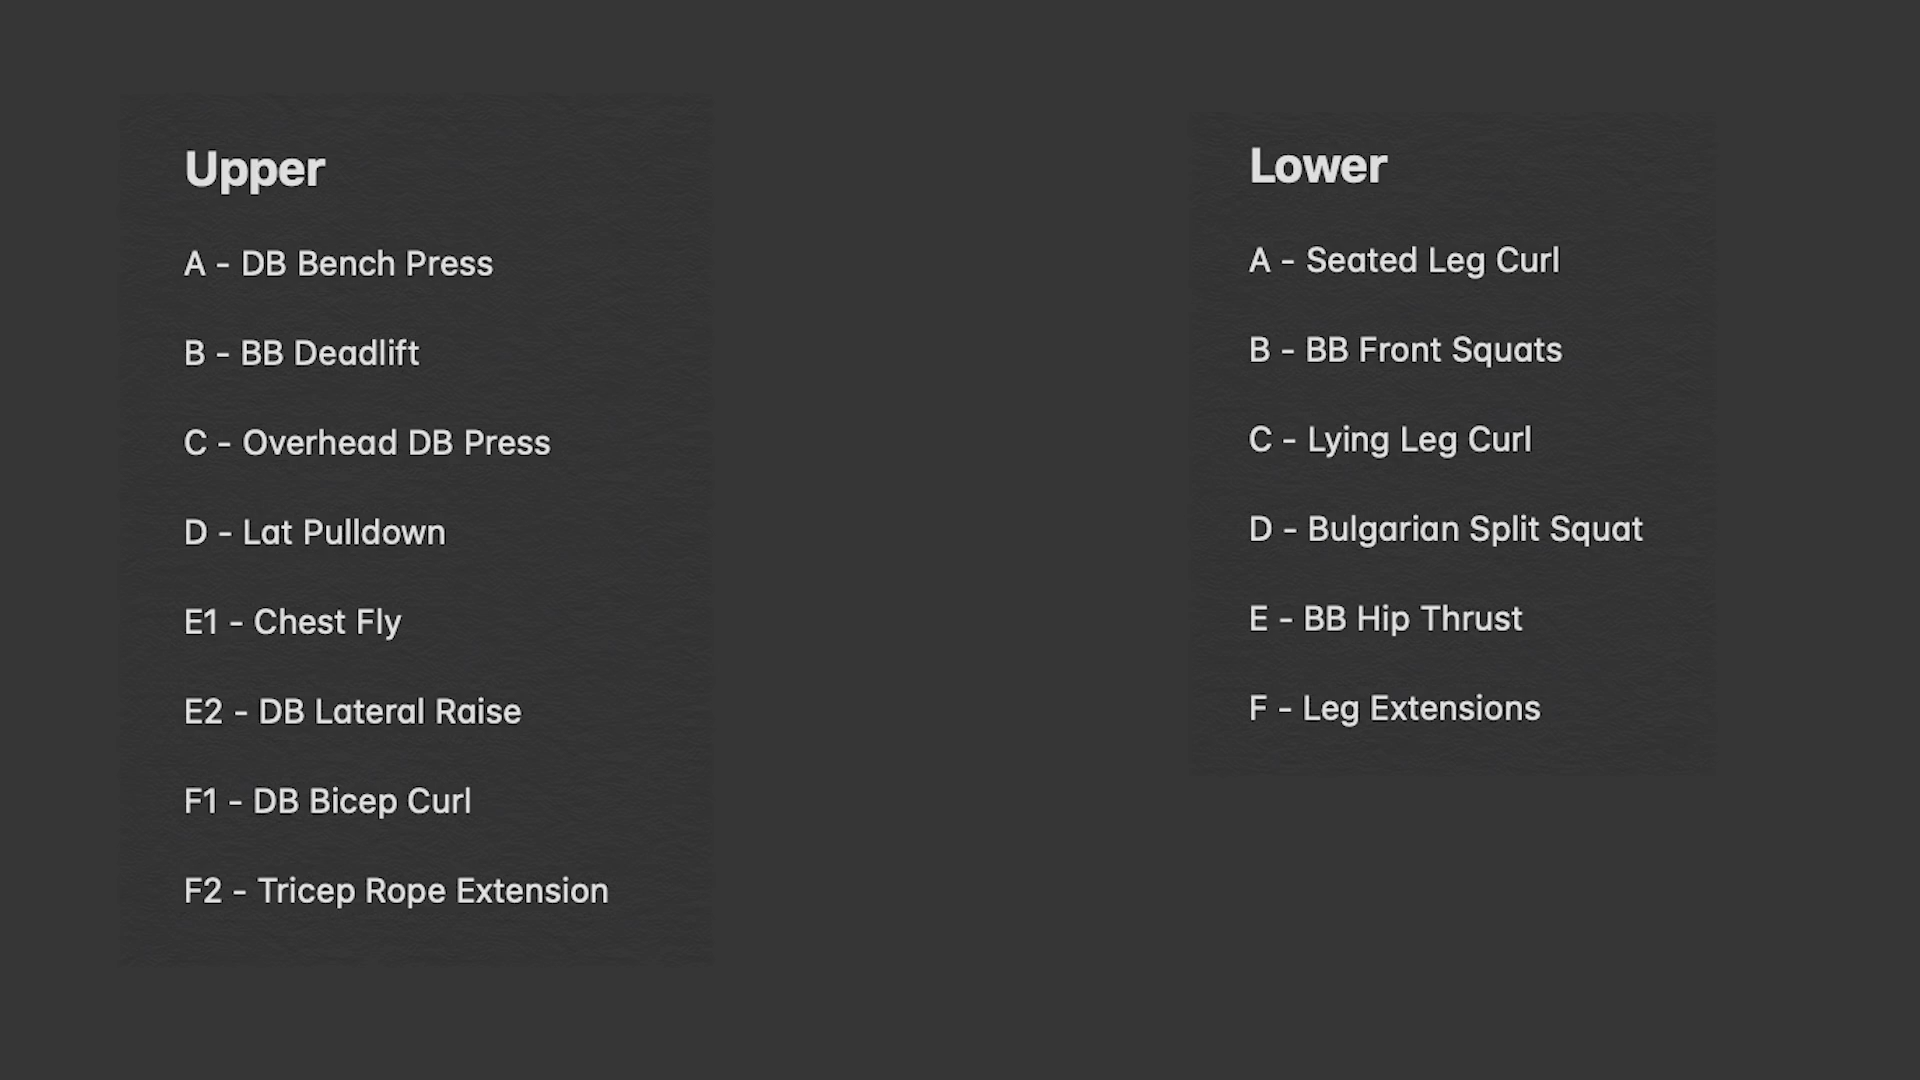 Upper
A - DB Bench Press
B - BB Deadlift
C - Overhead DB Press
D - Lat Pulldown
E1 - Chest Fly
E2 - DB Lateral Raise
F1 - DB Bicep Curl
F2 - Tricep Rope Extension
Lower
A - Seated Leg Curl
B - BB Front Squats
C - Lying Leg Curl
D - Bulgarian Split Squat
E - BB Hip Thrust
F - Leg Extensions